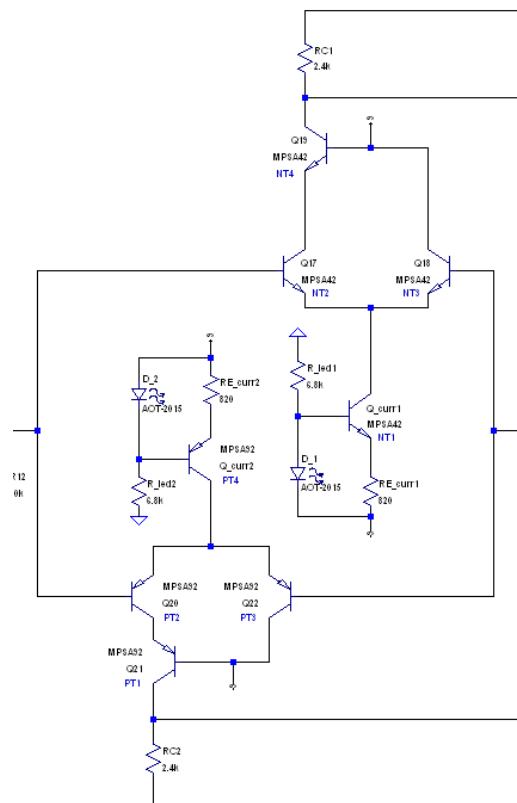 RC1
2.4k
Q19
MPSA42
NT4
Q17
MPSA42
NT2
Q18
MPSA42
NT3
D_2
AOT-2015
RE_curr2
820
R_led1
6.8k
Q_curr1
MPSA42
NT1
MPSA92
Q_curr2
PT4
R_led2
6.8k
D_1
AOT-2015
RE_curr1
820
R12
0k
MPSA92
Q20
PT2
MPSA92
Q22
PT3
MPSA92
Q21
PT1
RC2
2.4k